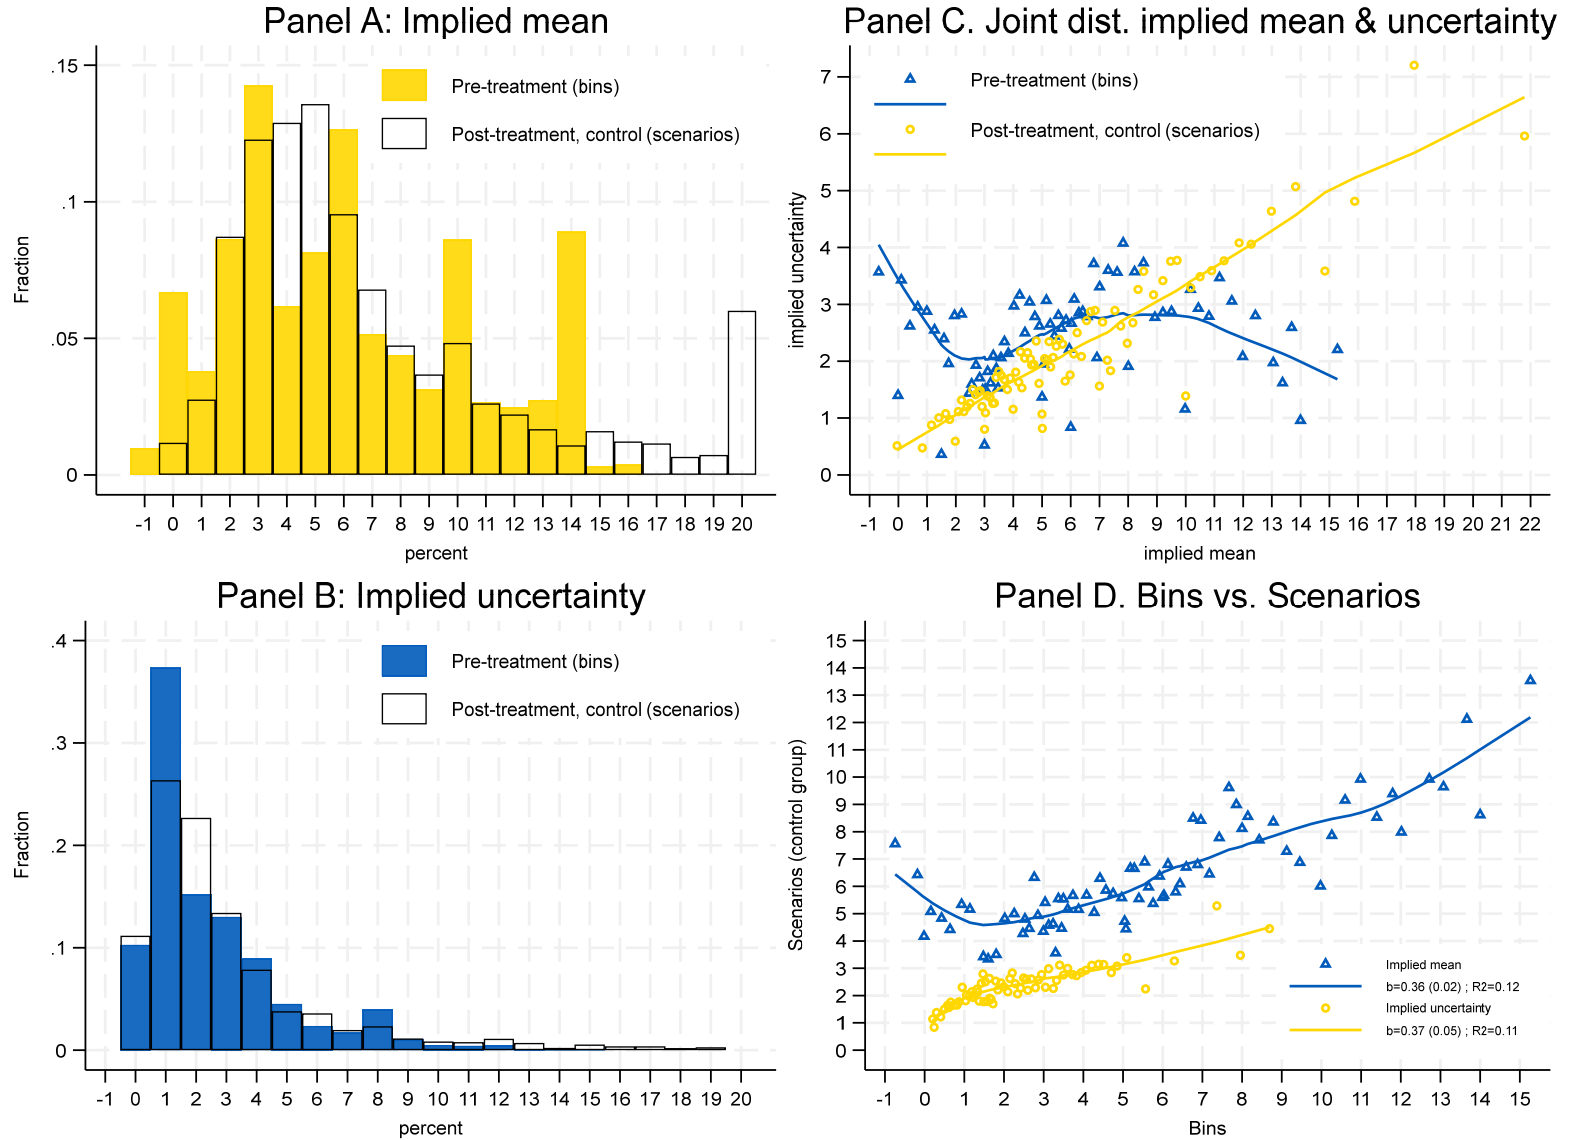 Panel A: Implied mean
.15
.1
.05
0
Fraction
Pre-treatment (bins)
Post-treatment, control (scenarios)
-1 0 1 2 3 4 5 6 7 8 9 10 11 12 13 14 15 16 17 18 19 20
percent
Panel C. Joint dist. implied mean & uncertainty
7
6
5
4
3
2
1
0
implied uncertainty
Pre-treatment (bins)
Post-treatment, control (scenarios)
-1 0 1 2 3 4 5 6 7 8 9 10 11 12 13 14 15 16 17 18 19 20 21 22
implied mean
Panel B: Implied uncertainty
.4
.3
.2
.1
0
Fraction
Pre-treatment (bins)
Post-treatment, control (scenarios)
-1 0 1 2 3 4 5 6 7 8 9 10 11 12 13 14 15 16 17 18 19 20
percent
Panel D. Bins vs. Scenarios
15
14
13
12
11
10
9
8
7
6
5
4
3
2
1
0
Scenarios (control group)
Implied mean
b=0.36 (0.02) ; R2=0.12
Implied uncertainty
b=0.37 (0.05) ; R2=0.11
-1 0 1 2 3 4 5 6 7 8 9 10 11 12 13 14 15
Bins